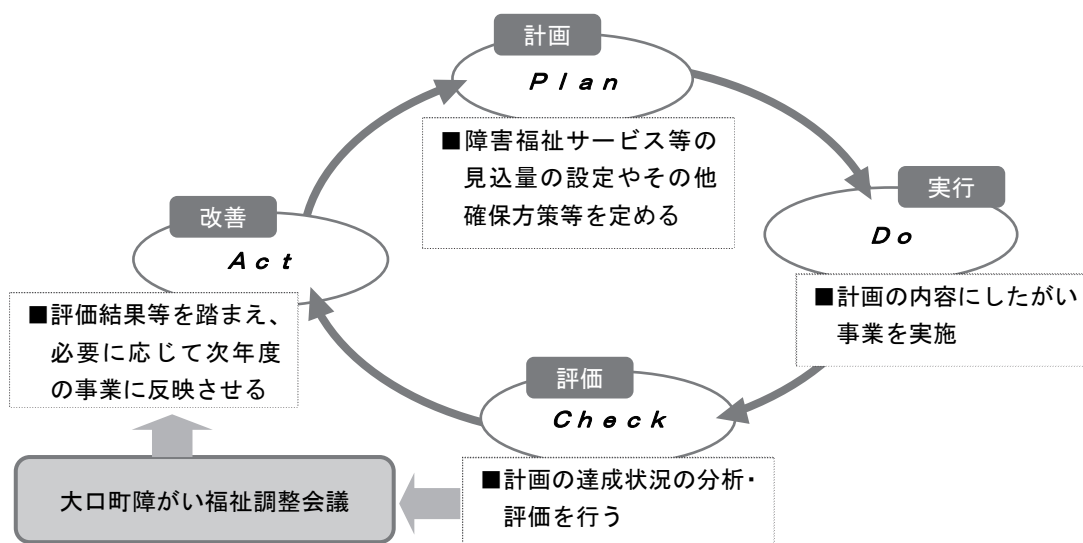 計画
Plan
■障害福祉サービス等の
見込量の設定やその他
確保方策等を定める
実行
Do
■計画の内容にしたがい
事業を実施
評価
Check
■計画の達成状況の分析・
評価を行う
改善
Act
■評価結果等を踏まえ、
必要に応じて次年度
の事業に反映させる
大口町障がい福祉調整会議